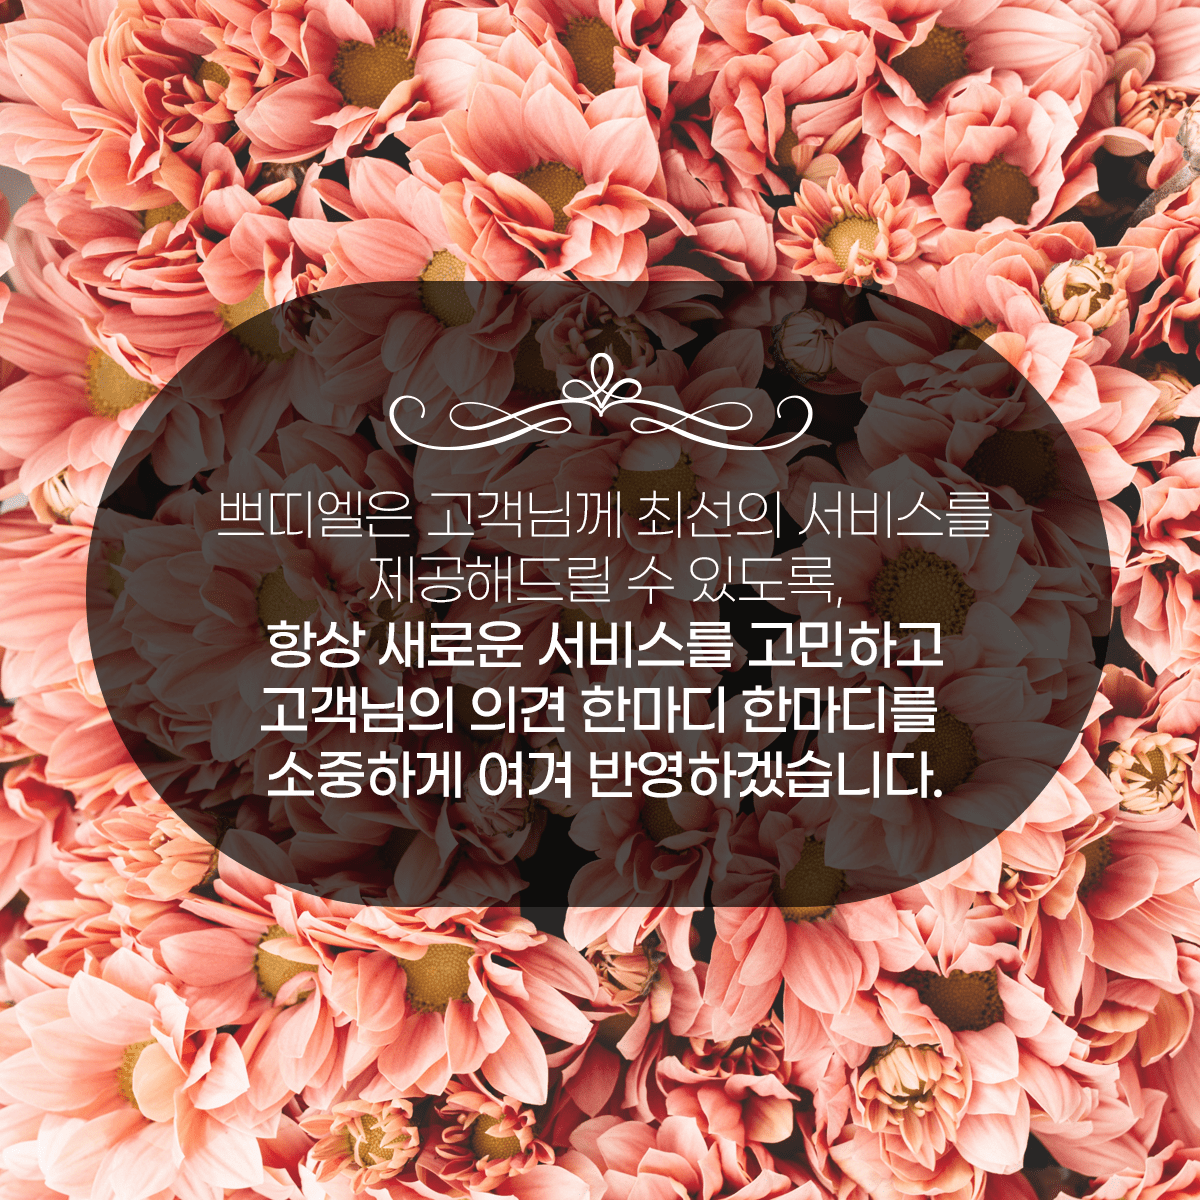 쁘띠엘은 고객님께 최선의 서비스를
제공해드릴 수 있도록,
항상 새로운 서비스를 고민하고
고객님의 의견 한마디 한마디를
소중하게 여겨 반영하겠습니다.